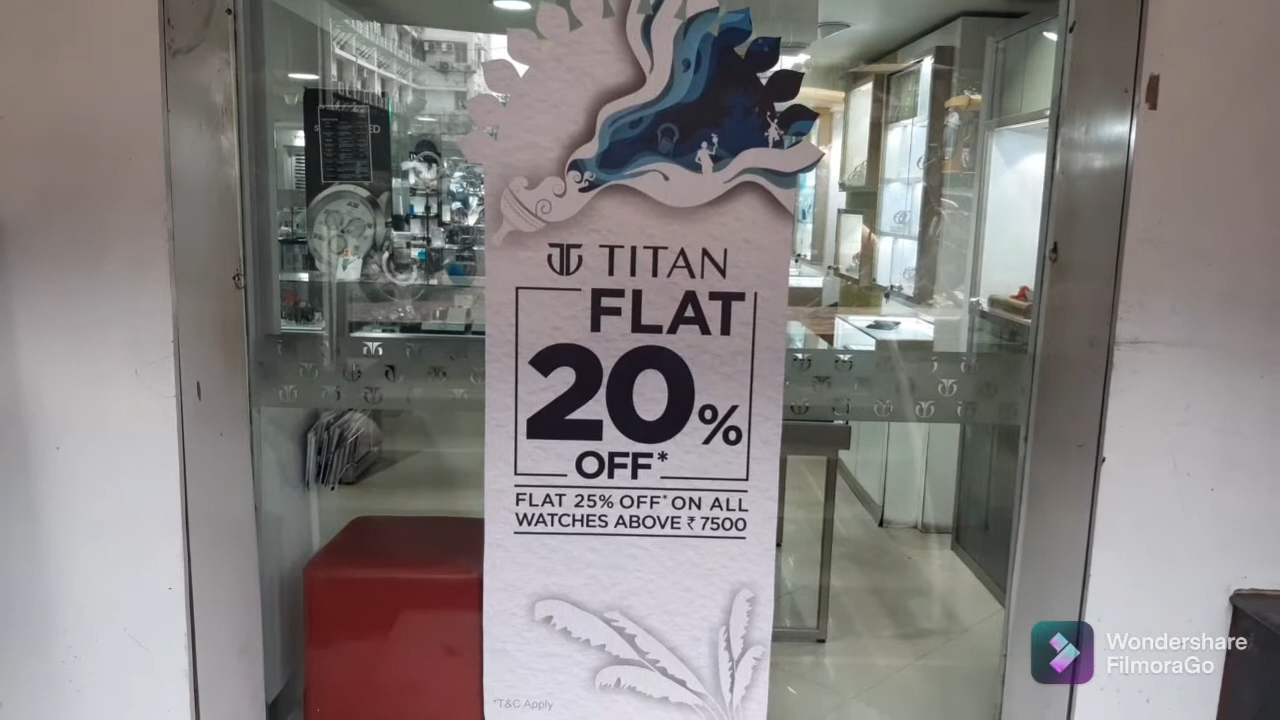 TITAN
FLAT
20%
OFF*
FLAT 25% OFF* ON ALL
WATCHES ABOVE ₹ 7500
*T&C Apply
Wondershare
FilmoraGo